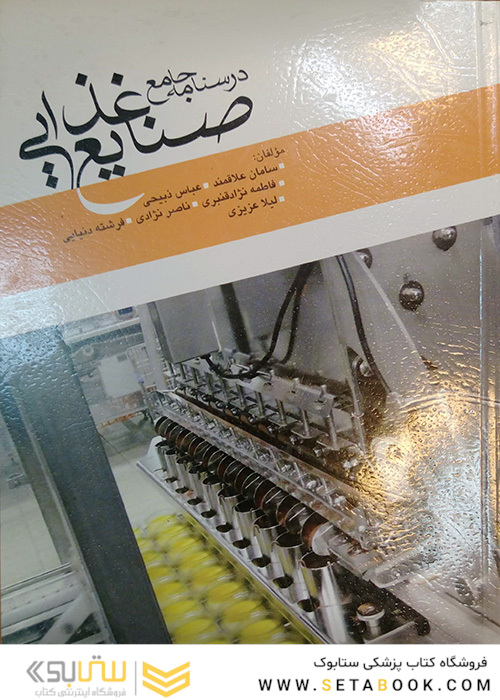 درسنامه جامع
صنایع غذایی
مؤلفان:
▪ سامان علاقمند ▪ عباس ذبیحی
▪ فاطمه نژادقنبری ▪ ناصر نژادی ▪ فرشته دنیایی
▪ لیلا عزیزی
فروشگاه کتاب پزشکی ستابوک
WWW.SETABOOK.COM
ستابوک
فروشگاه اینترنتی کتاب